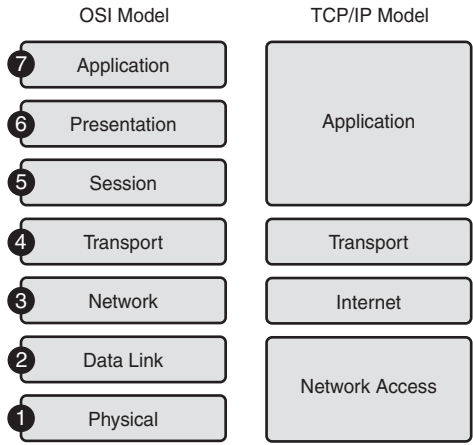 OSI Model
TCP/IP Model
7 Application
6 Presentation
5 Session
Application
4 Transport
Transport
3 Network
Internet
2 Data Link
1 Physical
Network Access